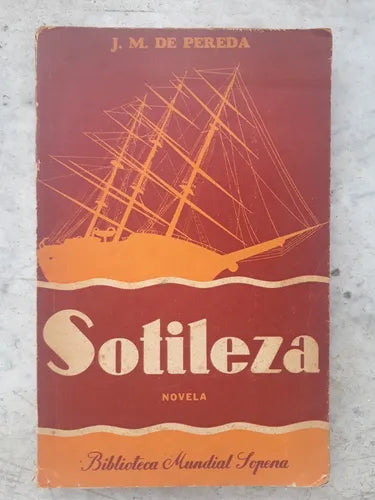 J. M. DE PEREDA
Sotileza
NOVELA
Biblioteca Mundial Sopena